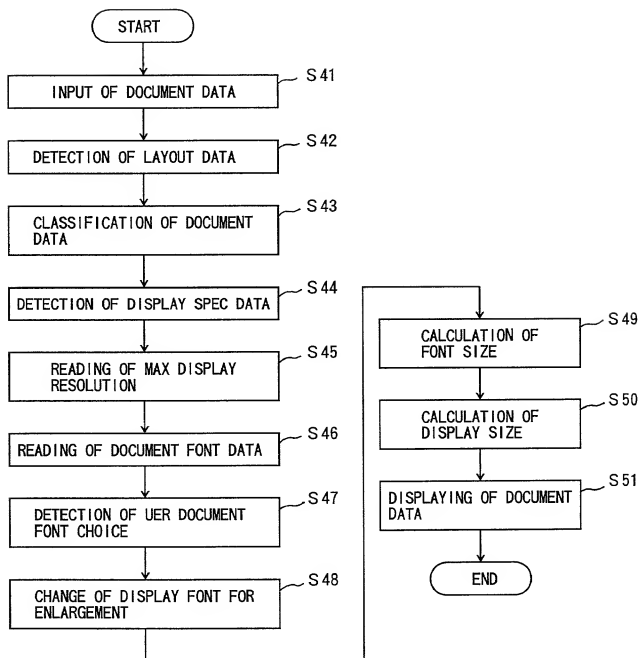 START
S41
INPUT OF DOCUMENT DATA
S42
DETECTION OF LAYOUT DATA
S43
CLASSIFICATION OF DOCUMENT
DATA
S44
DETECTION OF DISPLAY SPEC DATA
S45
READING OF MAX DISPLAY
RESOLUTION
S46
READING OF DOCUMENT FONT DATA
S47
DETECTION OF UER DOCUMENT
FONT CHOICE
S48
CHANGE OF DISPLAY FONT FOR
ENLARGEMENT
S49
CALCULATION OF
FONT SIZE
S50
CALCULATION OF
DISPLAY SIZE
S51
DISPLAYING OF DOCUMENT
DATA
END